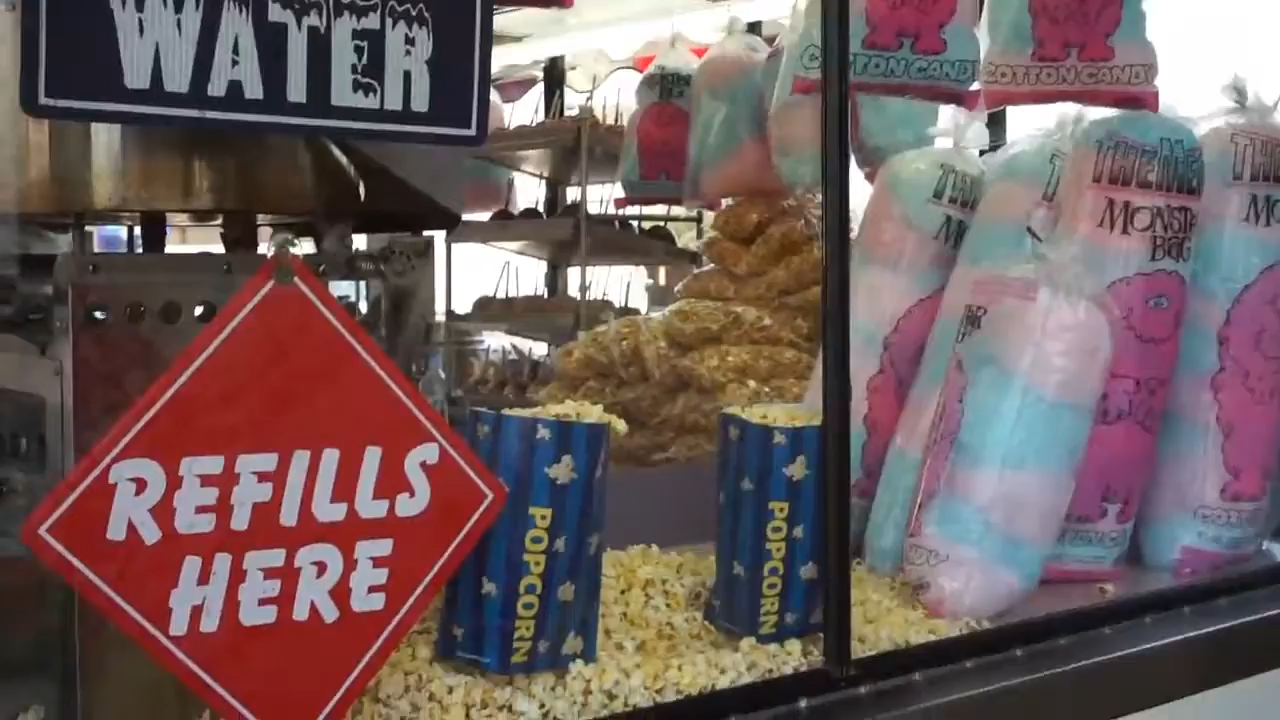 WATER
COTTON CANDY
COTTON CANDY
MONSTER
BAG
REFILLS
HERE
POPCORN
POPCORN